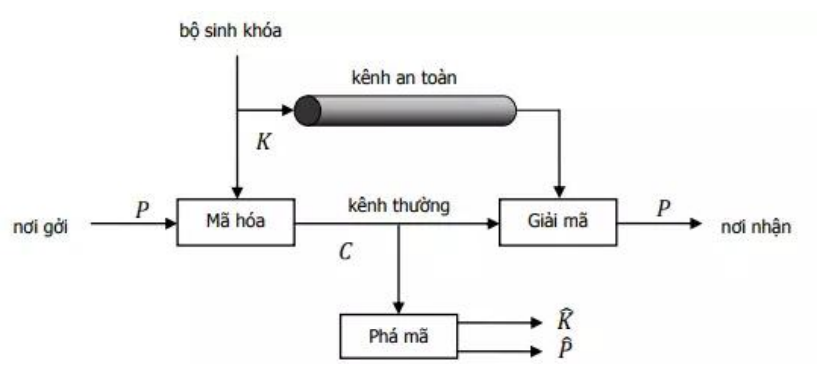 bộ sinh khóa
kênh an toàn
K
nơi gởi
P
Mã hóa
kênh thường
C
Giải mã
P
nơi nhận
Phá mã
K̂
P̂